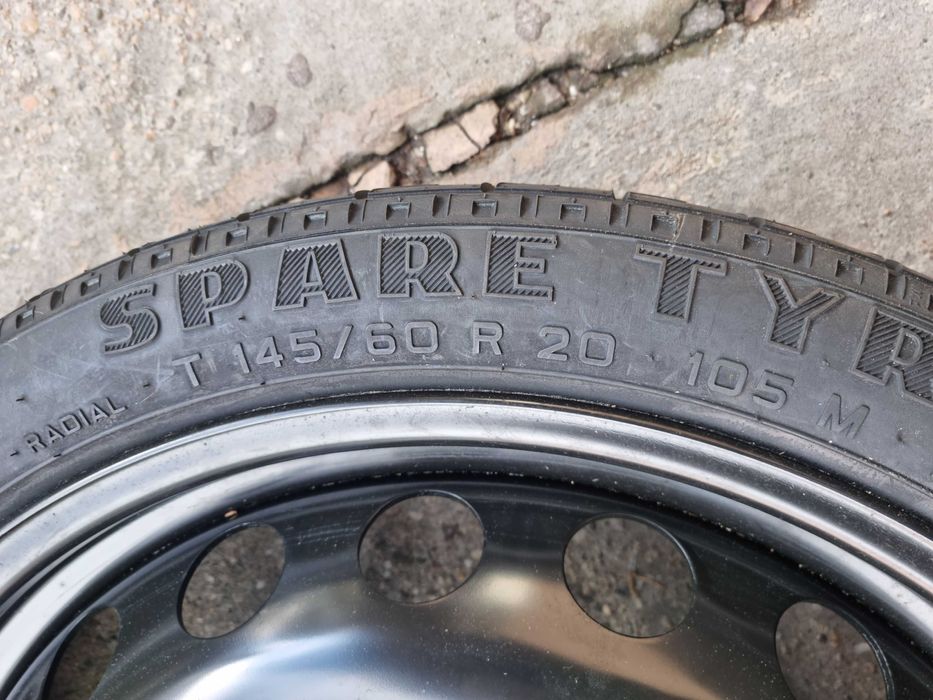 SPARE TYR
RADIAL T 145/60 R 20 105 M